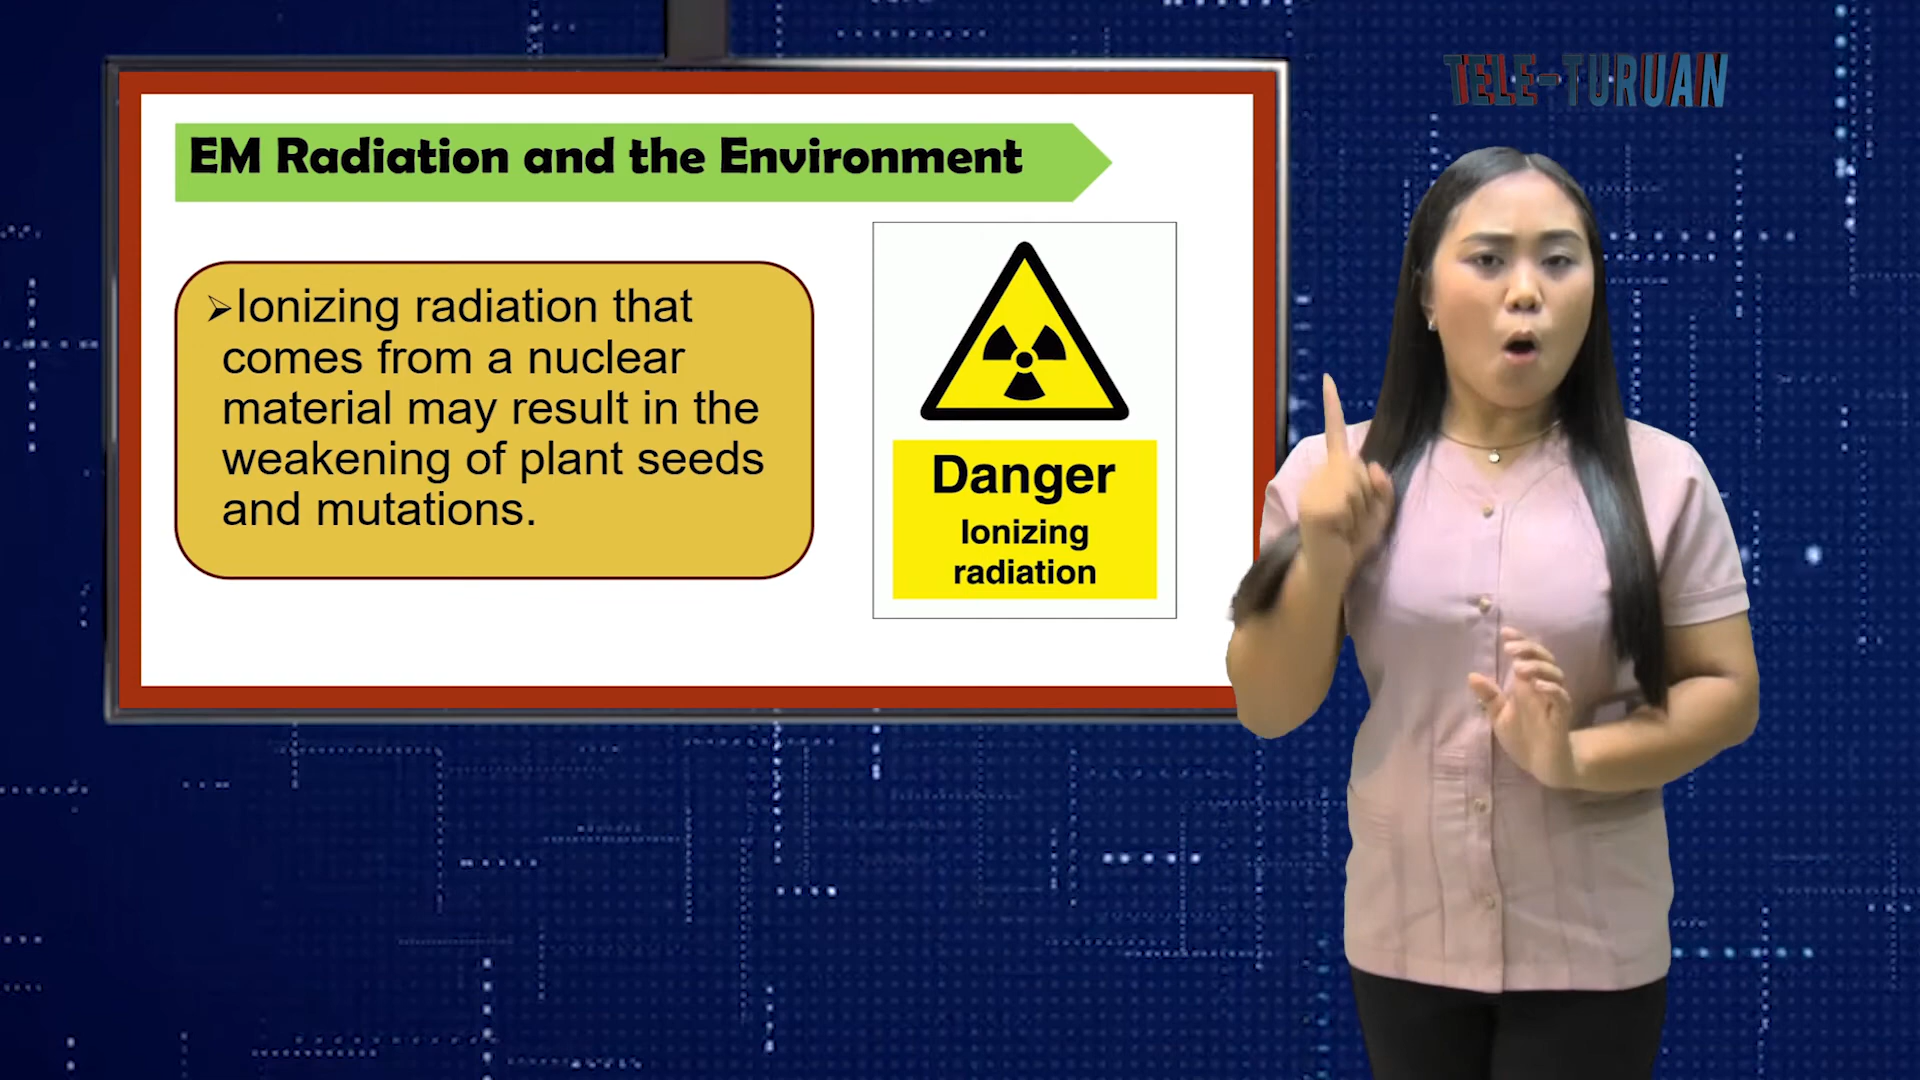 TELE-TURUAN
EM Radiation and the Environment
➢Ionizing radiation that
comes from a nuclear
material may result in the
weakening of plant seeds
and mutations.
Danger
Ionizing
radiation